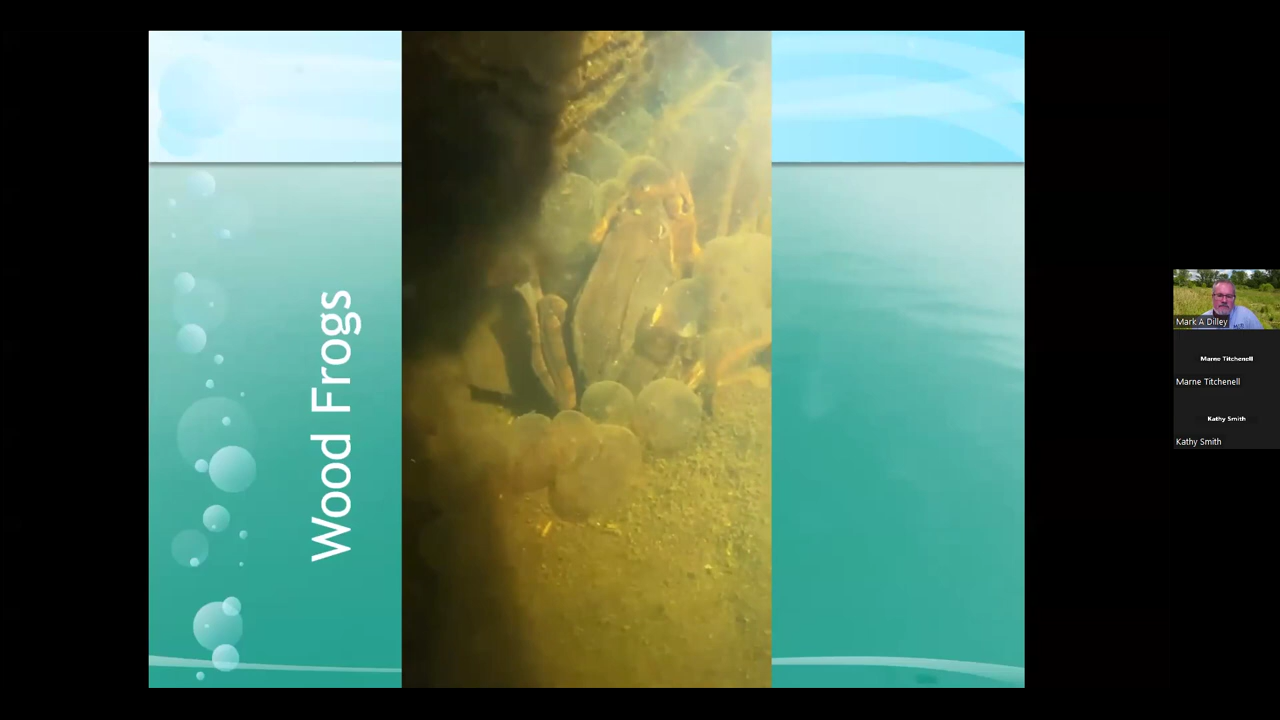 Wood Frogs
Mark A Dilley
Marne Titchenell
Marne Titchenell
Kathy Smith
Kathy Smith